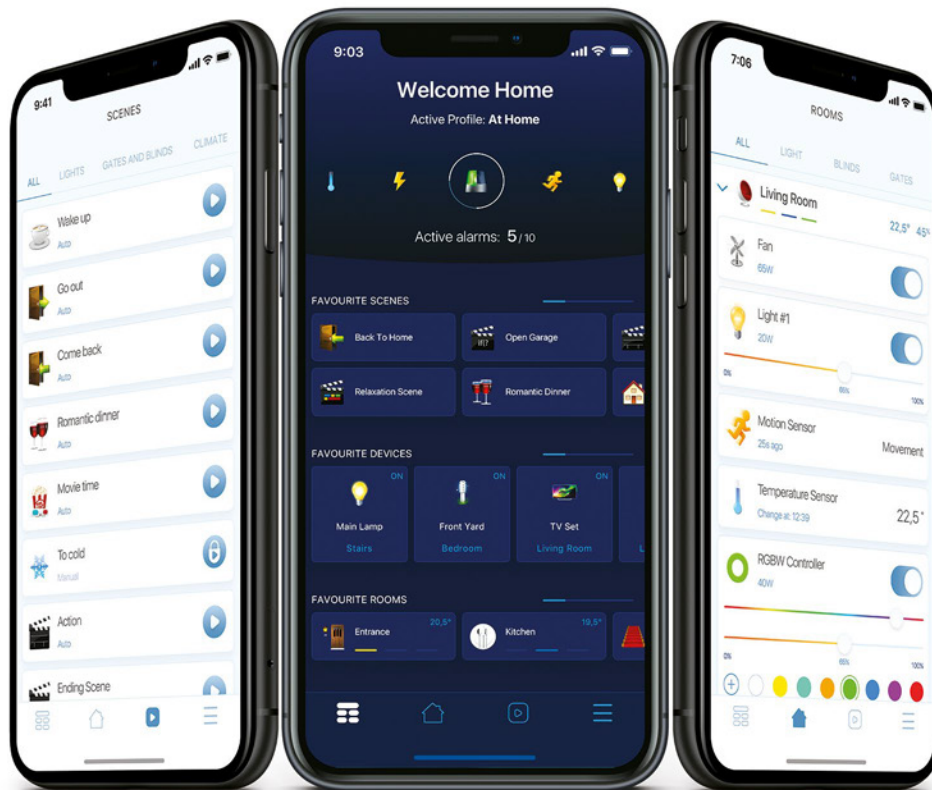 9:41
SCENES
ALL LIGHTS GATES AND BLINDS CLIMATE
Wake up
Auto
Go out
Auto
Come back
Auto
Romantic dinner
Auto
Movie time
Auto
To cold
Manual
Action
Auto
Ending Scene
9:03
Welcome Home
Active Profile: At Home
Active alarms: 5/10
FAVOURITE SCENES
Back To Home Open Garage
Relaxation Scene Romantic Dinner
FAVOURITE DEVICES
ON ON ON
Main Lamp Front Yard TV Set
Stairs Bedroom Living Room L
FAVOURITE ROOMS
Entrance 20,5° Kitchen 19,5°
7:06
ROOMS
ALL LIGHT BLINDS GATES
Living Room 22,5° 45%
Fan
65W
Light #1
20W
0% 65% 100%
Motion Sensor
25s ago Movement
Temperature Sensor
Change at: 12:39 22,5°
RGBW Controller
40W
0% 65% 100%